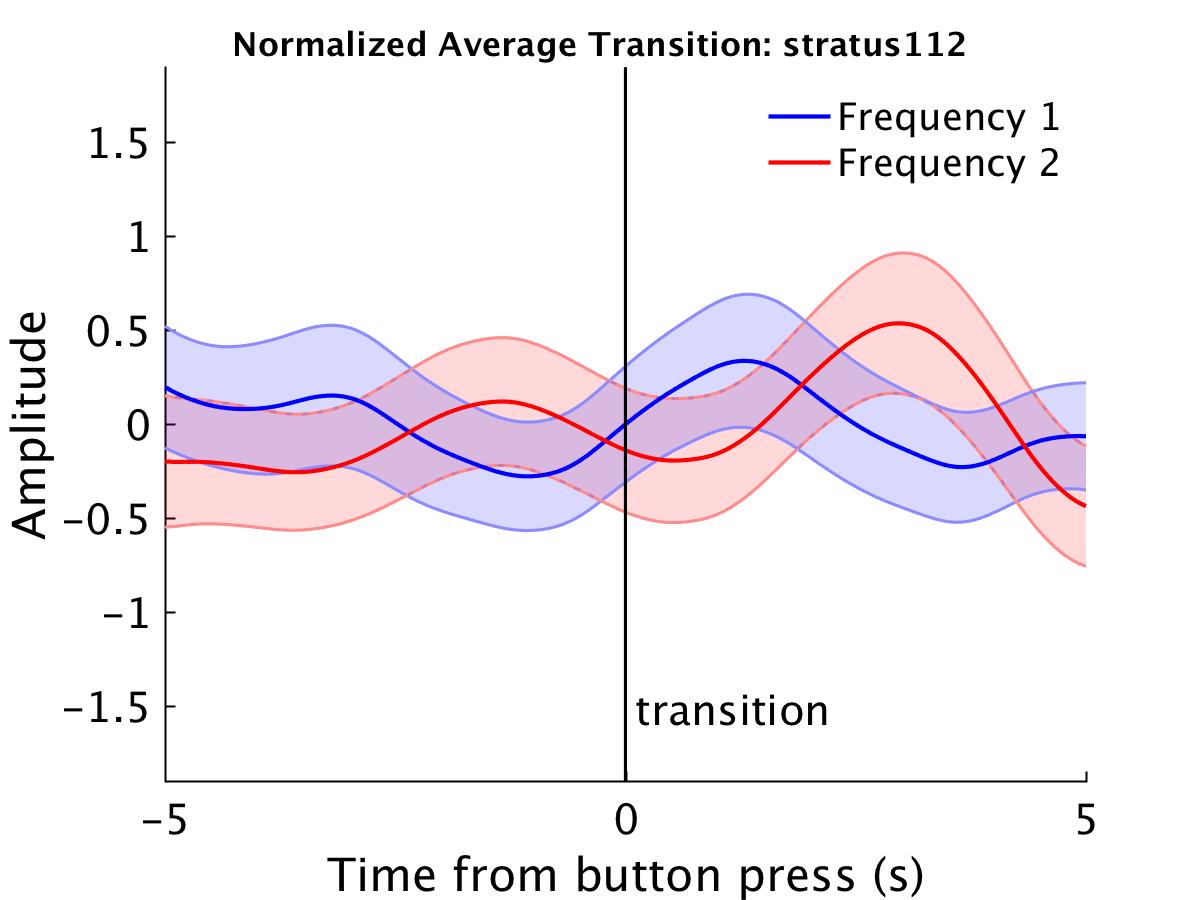 Normalized Average Transition: stratus112
Frequency 1
Frequency 2
1.5
1
0.5
0
−0.5
−1
−1.5
Amplitude
transition
−5
0
5
Time from button press (s)